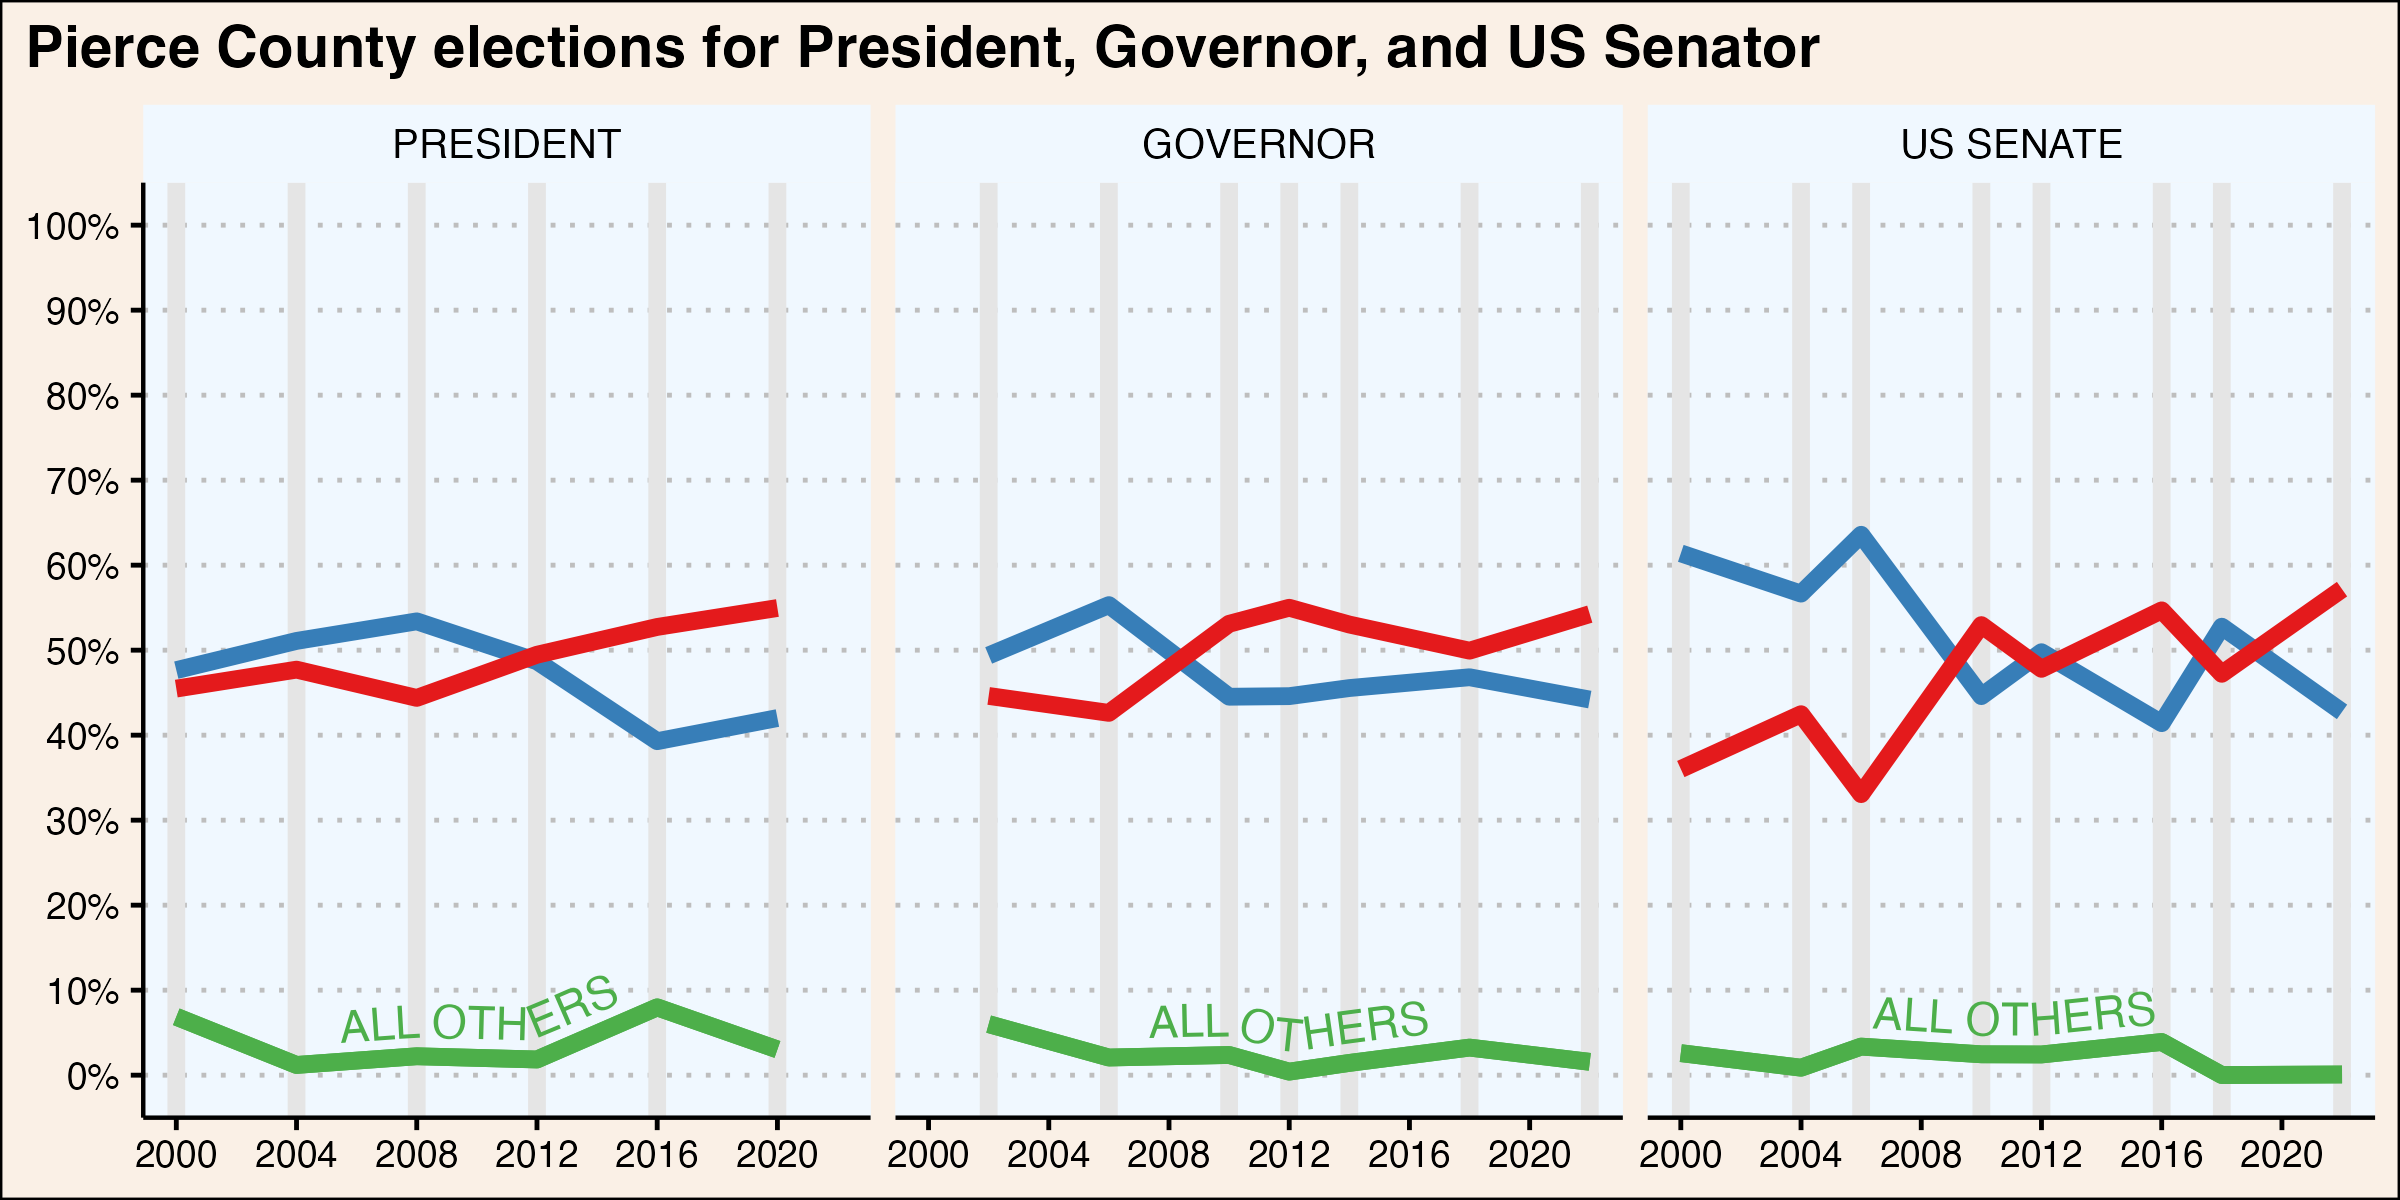 Pierce County elections for President, Governor, and US Senator
PRESIDENT
GOVERNOR
US SENATE
100%
90%
80%
70%
60%
50%
40%
30%
20%
10%
0%
ALL OTHERS
ALL OTHERS
ALL OTHERS
2000 2004 2008 2012 2016 2020
2000 2004 2008 2012 2016 2020
2000 2004 2008 2012 2016 2020